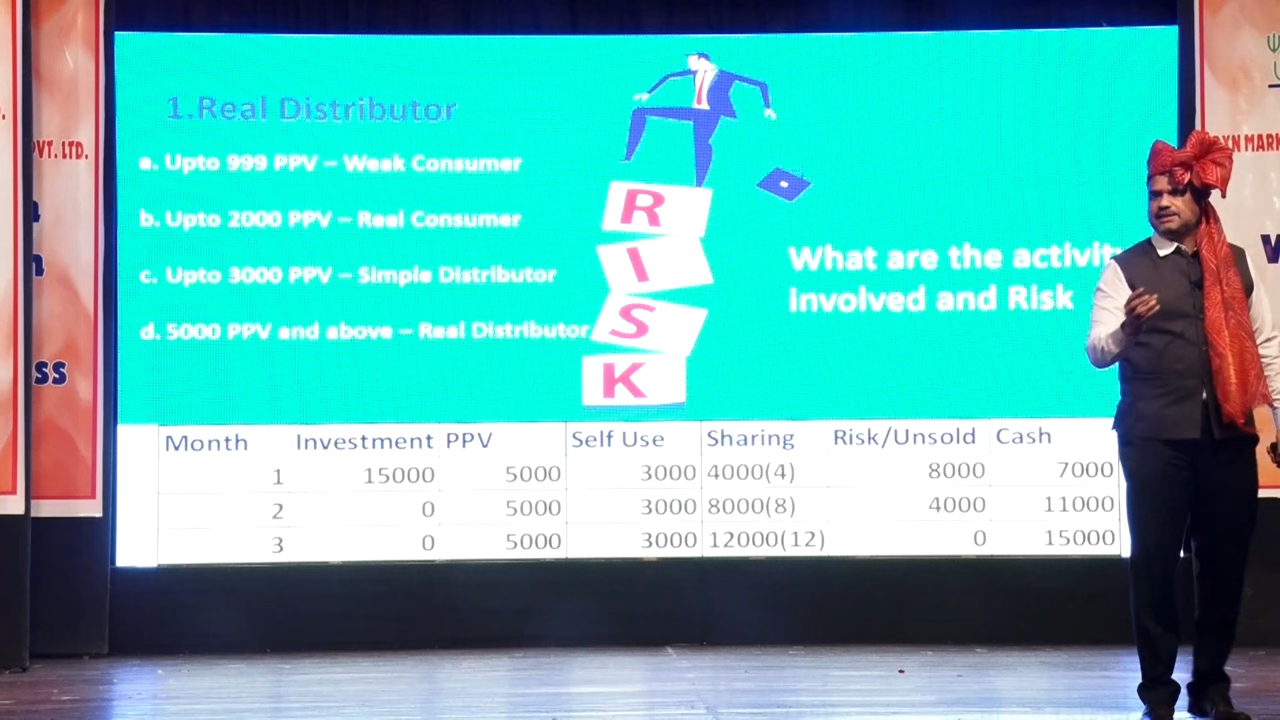 1.Real Distributor
a. Upto 999 PPV – Weak Consumer
b. Upto 2000 PPV – Real Consumer
c. Upto 3000 PPV – Simple Distributor
d. 5000 PPV and above – Real Distributor
R
I
S
K
What are the
involved and Risk
Month Investment PPV Self Use Sharing Risk/Unsold Cash
1 15000 5000 3000 4000(4) 8000 7000
2 0 5000 3000 8000(8) 4000 11000
3 0 5000 3000 12000(12) 0 15000
PVT. LTD.
ss